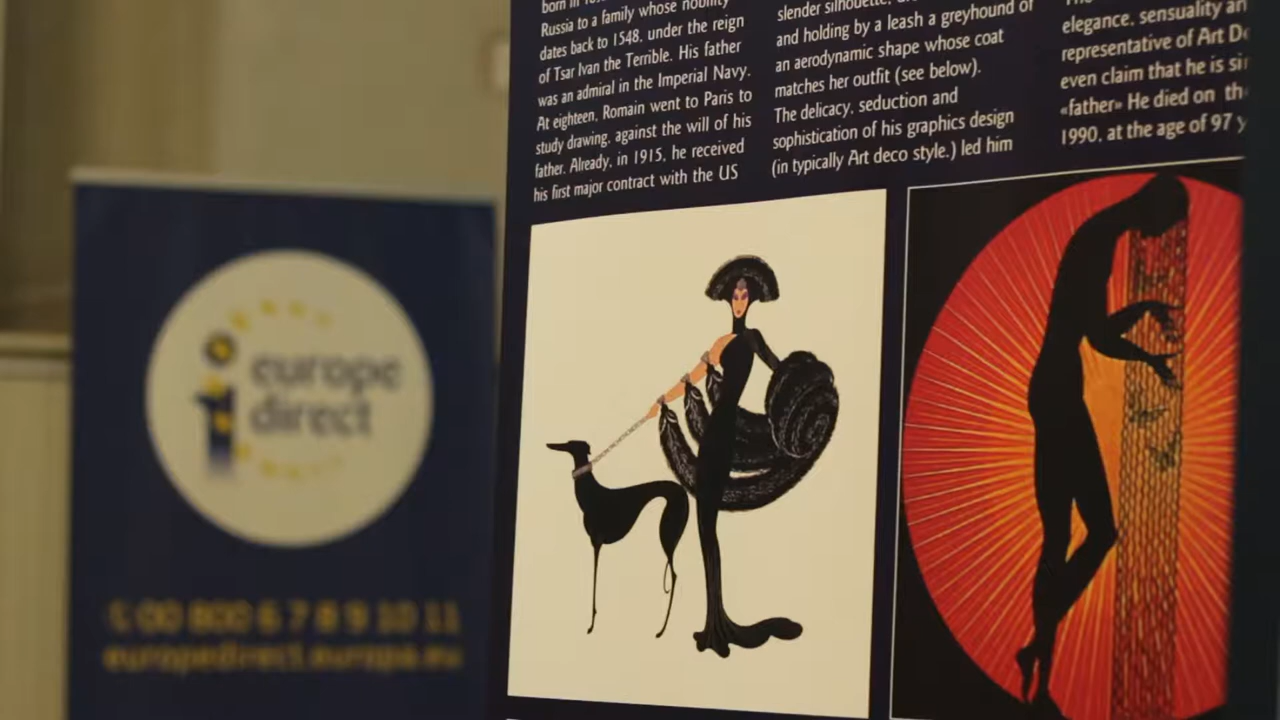 born in
Russia to a family whose nobility
dates back to 1548, under the reign
of Tsar Ivan the Terrible. His father
was an admiral in the Imperial Navy.
At eighteen, Romain went to Paris to
study drawing, against the will of his
father. Already, in 1915, he received
his first major contract with the US
slender silhouette,
and holding by a leash a greyhound of
an aerodynamic shape whose coat
matches her outfit (see below).
The delicacy, seduction and
sophistication of his graphics design
(in typically Art deco style.) led him
elegance, sensuality an
representative of Art D
even claim that he is
«father» He died on th
1990, at the age of 97 y
europe
direct
00 800 6 7 8 9 10 11
europedirect.europa.eu